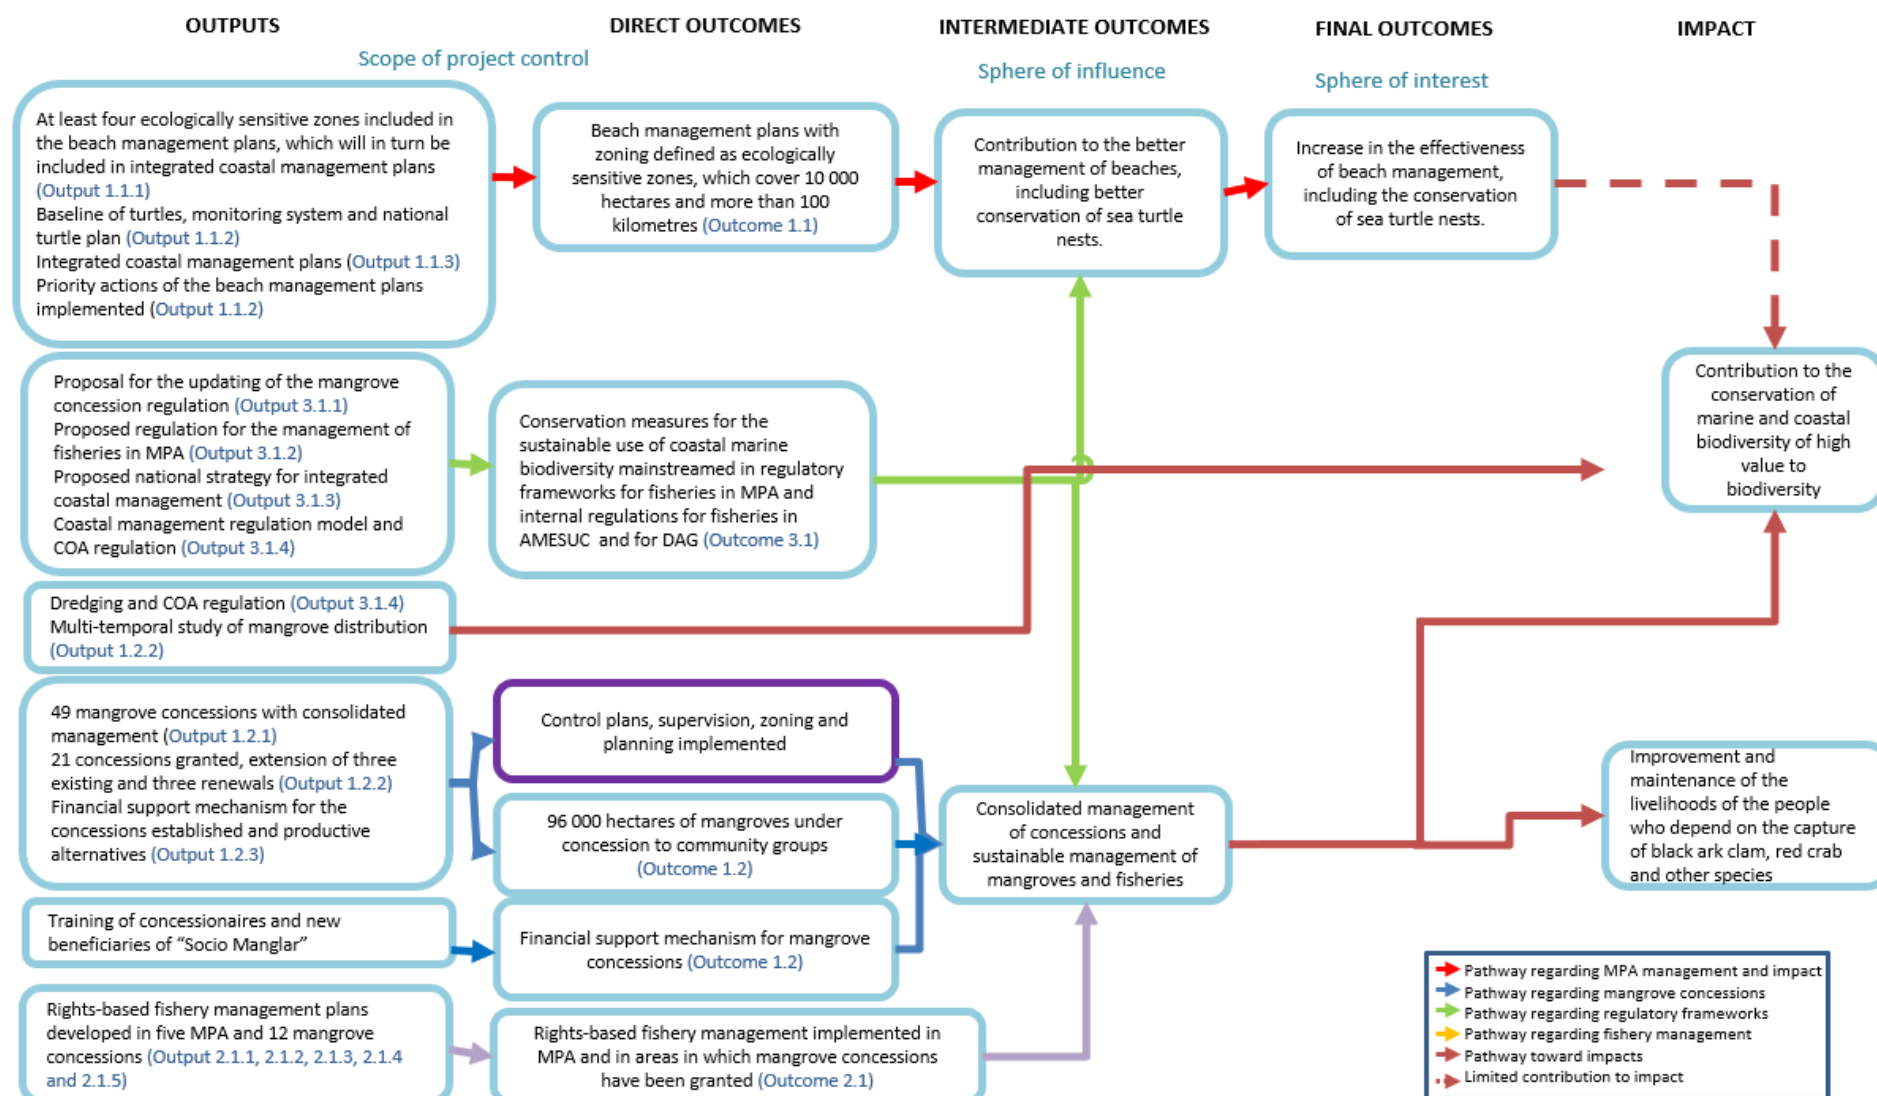 OUTPUTS
DIRECT OUTCOMES
INTERMEDIATE OUTCOMES
FINAL OUTCOMES
IMPACT
Scope of project control
Sphere of influence
Sphere of interest
At least four ecologically sensitive zones included in
the beach management plans, which will in turn be
included in integrated coastal management plans
(Output 1.1.1)
Baseline of turtles, monitoring system and national
turtle plan (Output 1.1.2)
Integrated coastal management plans (Output 1.1.3)
Priority actions of the beach management plans
implemented (Output 1.1.2)
Beach management plans with
zoning defined as ecologically
sensitive zones, which cover 10 000
hectares and more than 100
kilometres (Outcome 1.1)
Contribution to the better
management of beaches,
including better
conservation of sea turtle
nests.
Increase in the effectiveness
of beach management,
including the conservation
of sea turtle nests.
Proposal for the updating of the mangrove
concession regulation (Output 3.1.1)
Proposed regulation for the management of
fisheries in MPA (Output 3.1.2)
Proposed national strategy for integrated
coastal management (Output 3.1.3)
Coastal management regulation model and
COA regulation (Output 3.1.4)
Conservation measures for the
sustainable use of coastal marine
biodiversity mainstreamed in regulatory
frameworks for fisheries in MPA and
internal regulations for fisheries in
AMESUC and for DAG (Outcome 3.1)
Contribution to the
conservation of
marine and coastal
biodiversity of high
value to
biodiversity
Dredging and COA regulation (Output 3.1.4)
Multi-temporal study of mangrove distribution
(Output 1.2.2)
49 mangrove concessions with consolidated
management (Output 1.2.1)
21 concessions granted, extension of three
existing and three renewals (Output 1.2.2)
Financial support mechanism for the
concessions established and productive
alternatives (Output 1.2.3)
Control plans, supervision, zoning and
planning implemented
96 000 hectares of mangroves under
concession to community groups
(Outcome 1.2)
Consolidated management
of concessions and
sustainable management of
mangroves and fisheries
Improvement and
maintenance of the
livelihoods of the people
who depend on the capture
of black ark clam, red crab
and other species
Training of concessionaires and new
beneficiaries of “Socio Manglar”
Financial support mechanism for mangrove
concessions (Outcome 1.2)
Rights-based fishery management plans
developed in five MPA and 12 mangrove
concessions (Output 2.1.1, 2.1.2, 2.1.3, 2.1.4
and 2.1.5)
Rights-based fishery management implemented in
MPA and in areas in which mangrove concessions
have been granted (Outcome 2.1)
Pathway regarding MPA management and impact
Pathway regarding mangrove concessions
Pathway regarding regulatory frameworks
Pathway regarding fishery management
Pathway toward impacts
Limited contribution to impact